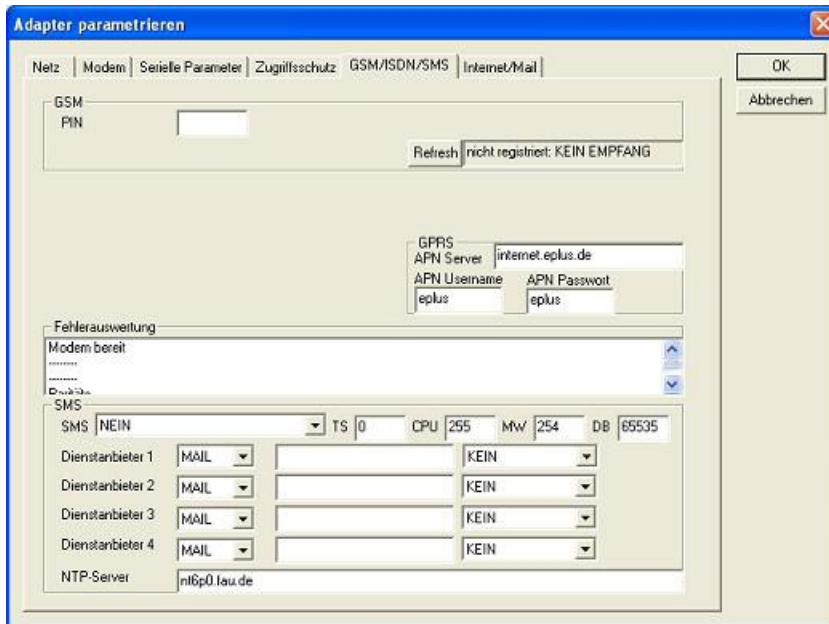 Adapter parametrieren
Netz Modem Serielle Parameter Zugriffsschutz GSM/ISDN/SMS Internet/Mail
OK
Abbrechen
GSM
PIN
Refresh nicht registriert: KEIN EMPFANG
GPRS
APN Server internet.eplus.de
APN Username APN Passwort
eplus eplus
Fehlerauswertung
Modem bereit
--------
--------
SMS
SMS NEIN TS 0 CPU 255 MW 254 DB 65535
Dienstanbieter 1 MAIL KEIN
Dienstanbieter 2 MAIL KEIN
Dienstanbieter 3 MAIL KEIN
Dienstanbieter 4 MAIL KEIN
NTP-Server